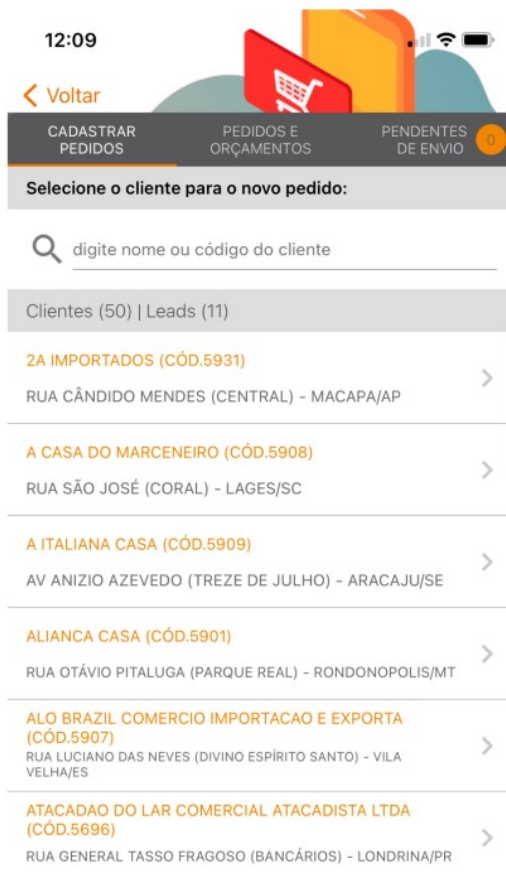 12:09
Voltar
CADASTRAR
PEDIDOS
PEDIDOS E
ORÇAMENTOS
PENDENTES
DE ENVIO
0
Selecione o cliente para o novo pedido:
digite nome ou código do cliente
Clientes (50) | Leads (11)
2A IMPORTADOS (CÓD.5931)
RUA CÂNDIDO MENDES (CENTRAL) - MACAPA/AP
A CASA DO MARCENEIRO (CÓD.5908)
RUA SÃO JOSÉ (CORAL) - LAGES/SC
A ITALIANA CASA (CÓD.5909)
AV ANIZIO AZEVEDO (TREZE DE JULHO) - ARACAJU/SE
ALIANCA CASA (CÓD.5901)
RUA OTÁVIO PITALUGA (PARQUE REAL) - RONDONOPOLIS/MT
ALO BRAZIL COMERCIO IMPORTACAO E EXPORTA
(CÓD.5907)
RUA LUCIANO DAS NEVES (DIVINO ESPÍRITO SANTO) - VILA
VELHA/ES
ATACADAO DO LAR COMERCIAL ATACADISTA LTDA
(CÓD.5696)
RUA GENERAL TASSO FRAGOSO (BANCÁRIOS) - LONDRINA/PR